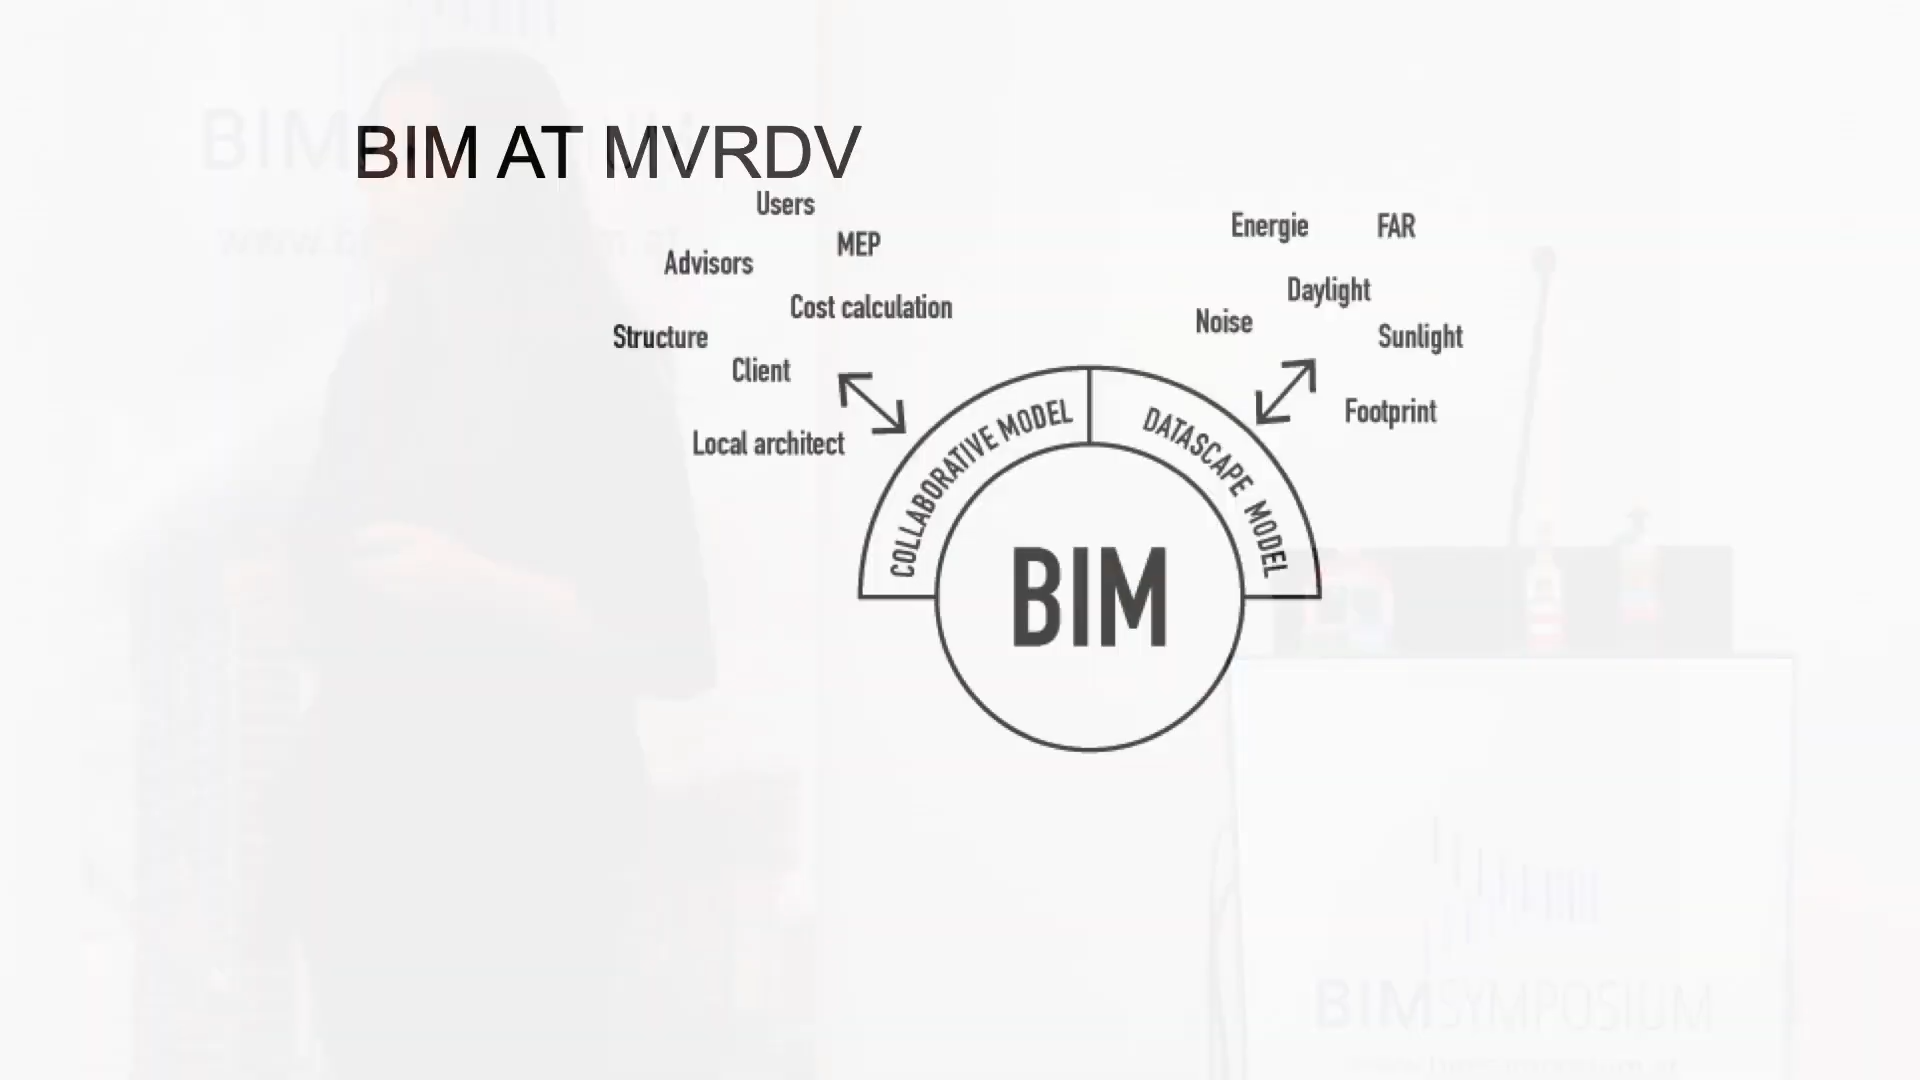 BIM AT MVRDV
Users
MEP
Advisors
Cost calculation
Structure
Client
Local architect
Energie
FAR
Daylight
Noise
Sunlight
Footprint
COLLABORATIVE MODEL
DATASCAPE MODEL
BIM
BIM
BIMSYMPOSIUM